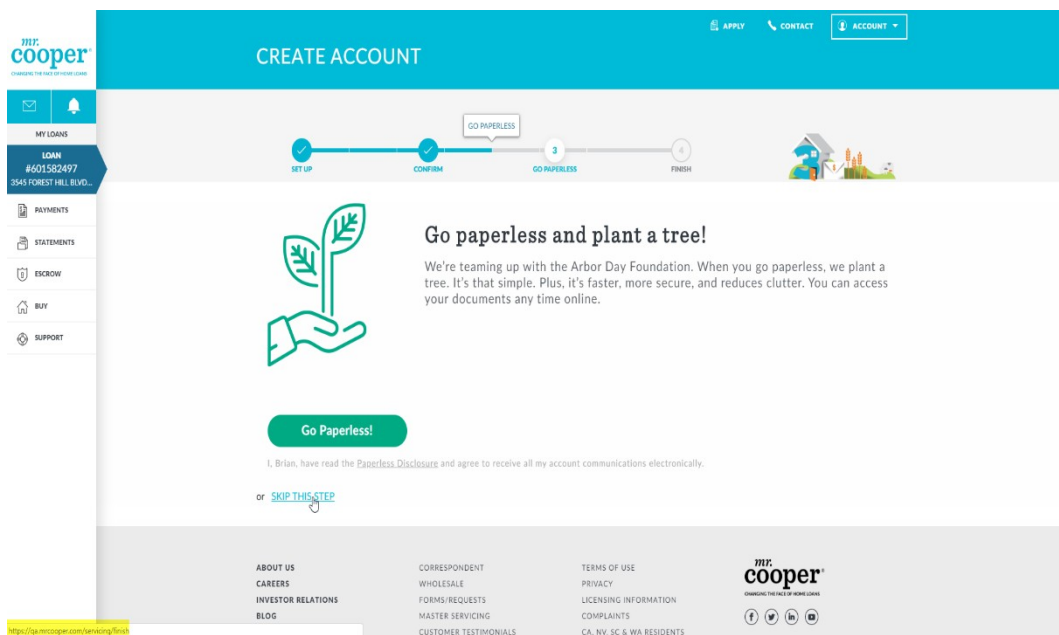 mr.
cooper
CHANGING THE FACE OF HOME LOANS
APPLY
CONTACT
ACCOUNT
CREATE ACCOUNT
MY LOANS
LOAN
#601582497
3545 FOREST HILL BLVD...
PAYMENTS
STATEMENTS
ESCROW
BUY
SUPPORT
GO PAPERLESS
3
4
SET UP
CONFIRM
GO PAPERLESS
FINISH
Go paperless and plant a tree!
We're teaming up with the Arbor Day Foundation. When you go paperless, we plant a
tree. It's that simple. Plus, it's faster, more secure, and reduces clutter. You can access
your documents any time online.
Go Paperless!
I, Brian, have read the Paperless Disclosure and agree to receive all my account communications electronically.
or SKIP THIS STEP
ABOUT US
CAREERS
INVESTOR RELATIONS
BLOG
CORRESPONDENT
WHOLESALE
FORMS/REQUESTS
MASTER SERVICING
CUSTOMER TESTIMONIALS
TERMS OF USE
PRIVACY
LICENSING INFORMATION
COMPLAINTS
CA, NV, SC & WA RESIDENTS
mr.
cooper
CHANGING THE FACE OF HOME LOANS
https://qa.mrcooper.com/servicing/finish